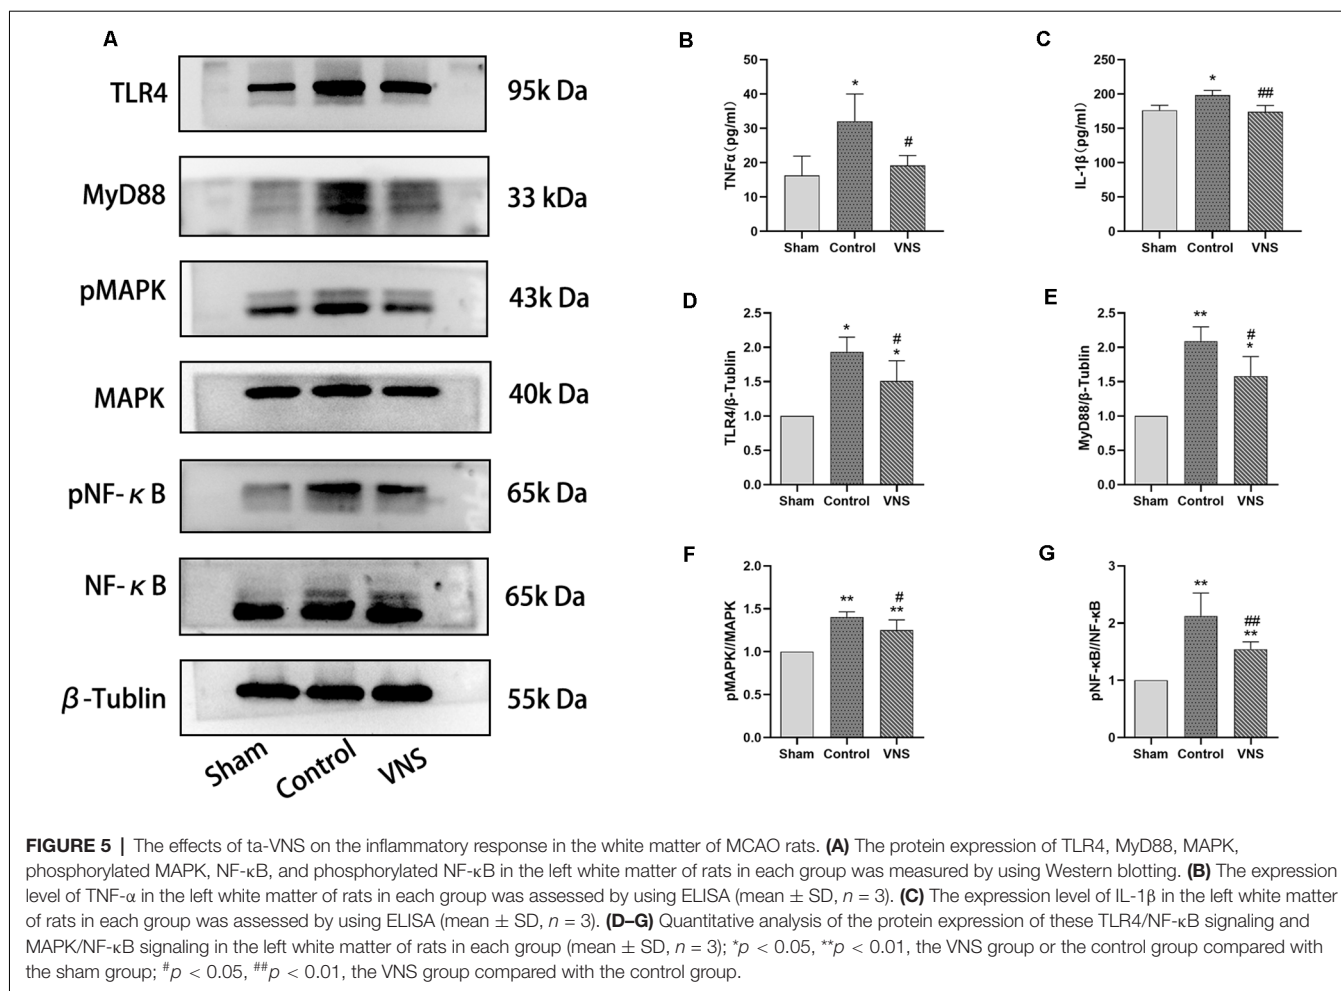 A
TLR4
95k Da
MyD88
33 kDa
pMAPK
43k Da
MAPK
40k Da
pNF-κB
65k Da
NF-κB
65k Da
β-Tublin
55k Da
Sham
Control
VNS
B
TNFα(pg/ml)
50
40
30
20
10
0
*
#
Sham Control VNS
C
IL-1β(pg/ml)
250
200
150
100
50
0
*
##
Sham Control VNS
D
TLR4/β-Tublin
2.5
2.0
1.5
1.0
0.5
0.0
*
#
*
Sham Control VNS
E
MyD88/β-Tublin
2.5
2.0
1.5
1.0
0.5
0.0
**
#
*
Sham Control VNS
F
pMAPK//MAPK
2.0
1.5
1.0
0.5
0.0
**
#
**
Sham Control VNS
G
pNF-κB//NF-κB
3
2
1
0
**
##
**
Sham Control VNS
FIGURE 5 | The effects of ta-VNS on the inflammatory response in the white matter of MCAO rats. (A) The protein expression of TLR4, MyD88, MAPK,
phosphorylated MAPK, NF-κB, and phosphorylated NF-κB in the left white matter of rats in each group was measured by using Western blotting. (B) The expression
level of TNF-α in the left white matter of rats in each group was assessed by using ELISA (mean ± SD, n = 3). (C) The expression level of IL-1β in the left white matter
of rats in each group was assessed by using ELISA (mean ± SD, n = 3). (D–G) Quantitative analysis of the protein expression of these TLR4/NF-κB signaling and
MAPK/NF-κB signaling in the left white matter of rats in each group (mean ± SD, n = 3); *p < 0.05, **p < 0.01, the VNS group or the control group compared with
the sham group; #p < 0.05, ##p < 0.01, the VNS group compared with the control group.